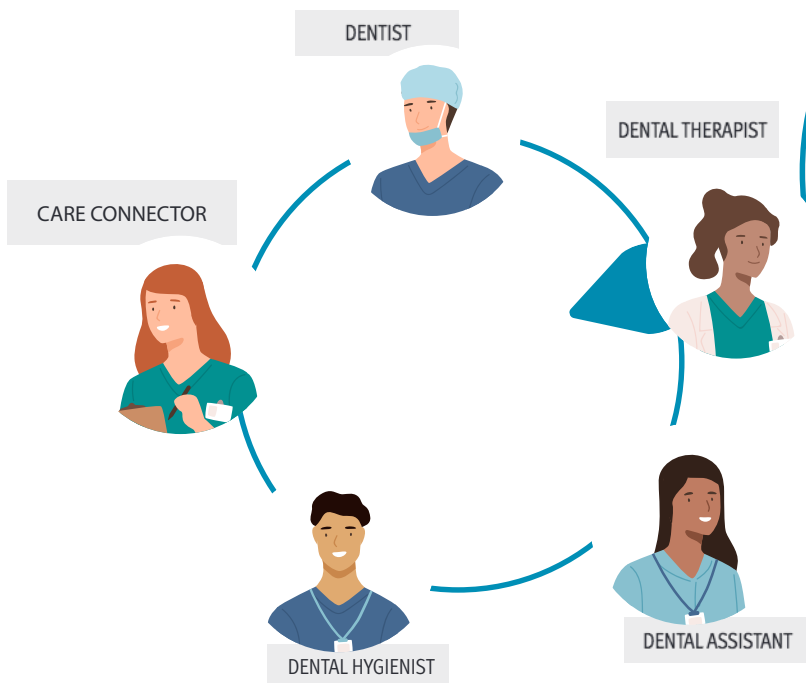 DENTIST
DENTAL THERAPIST
CARE CONNECTOR
DENTAL ASSISTANT
DENTAL HYGIENIST